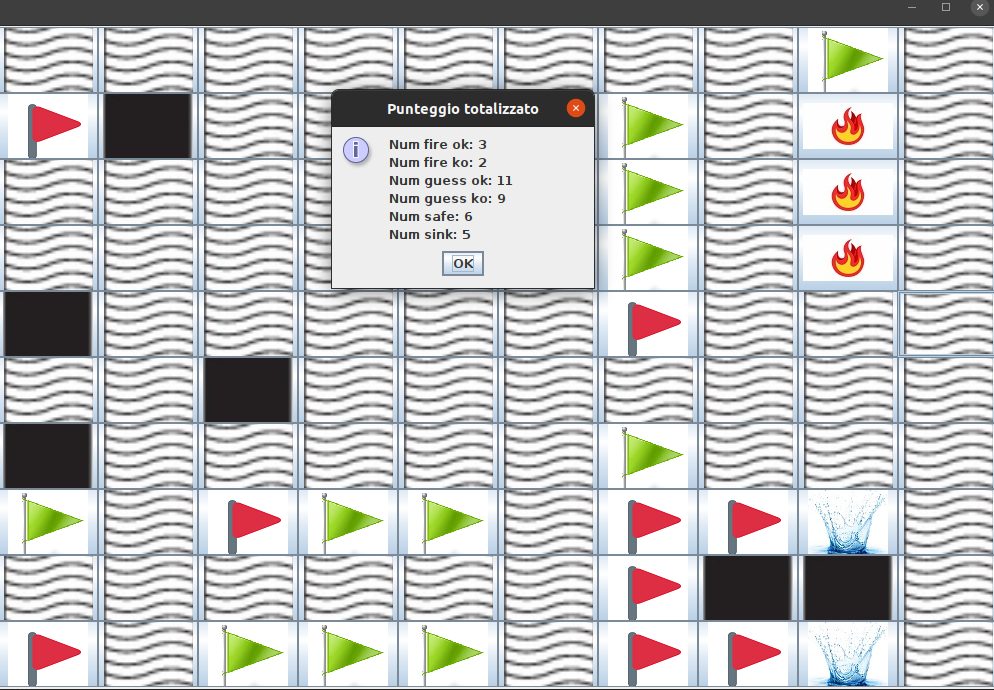 Punteggio totalizzato
Num fire ok: 3
Num fire ko: 2
Num guess ok: 11
Num guess ko: 9
Num safe: 6
Num sink: 5
OK